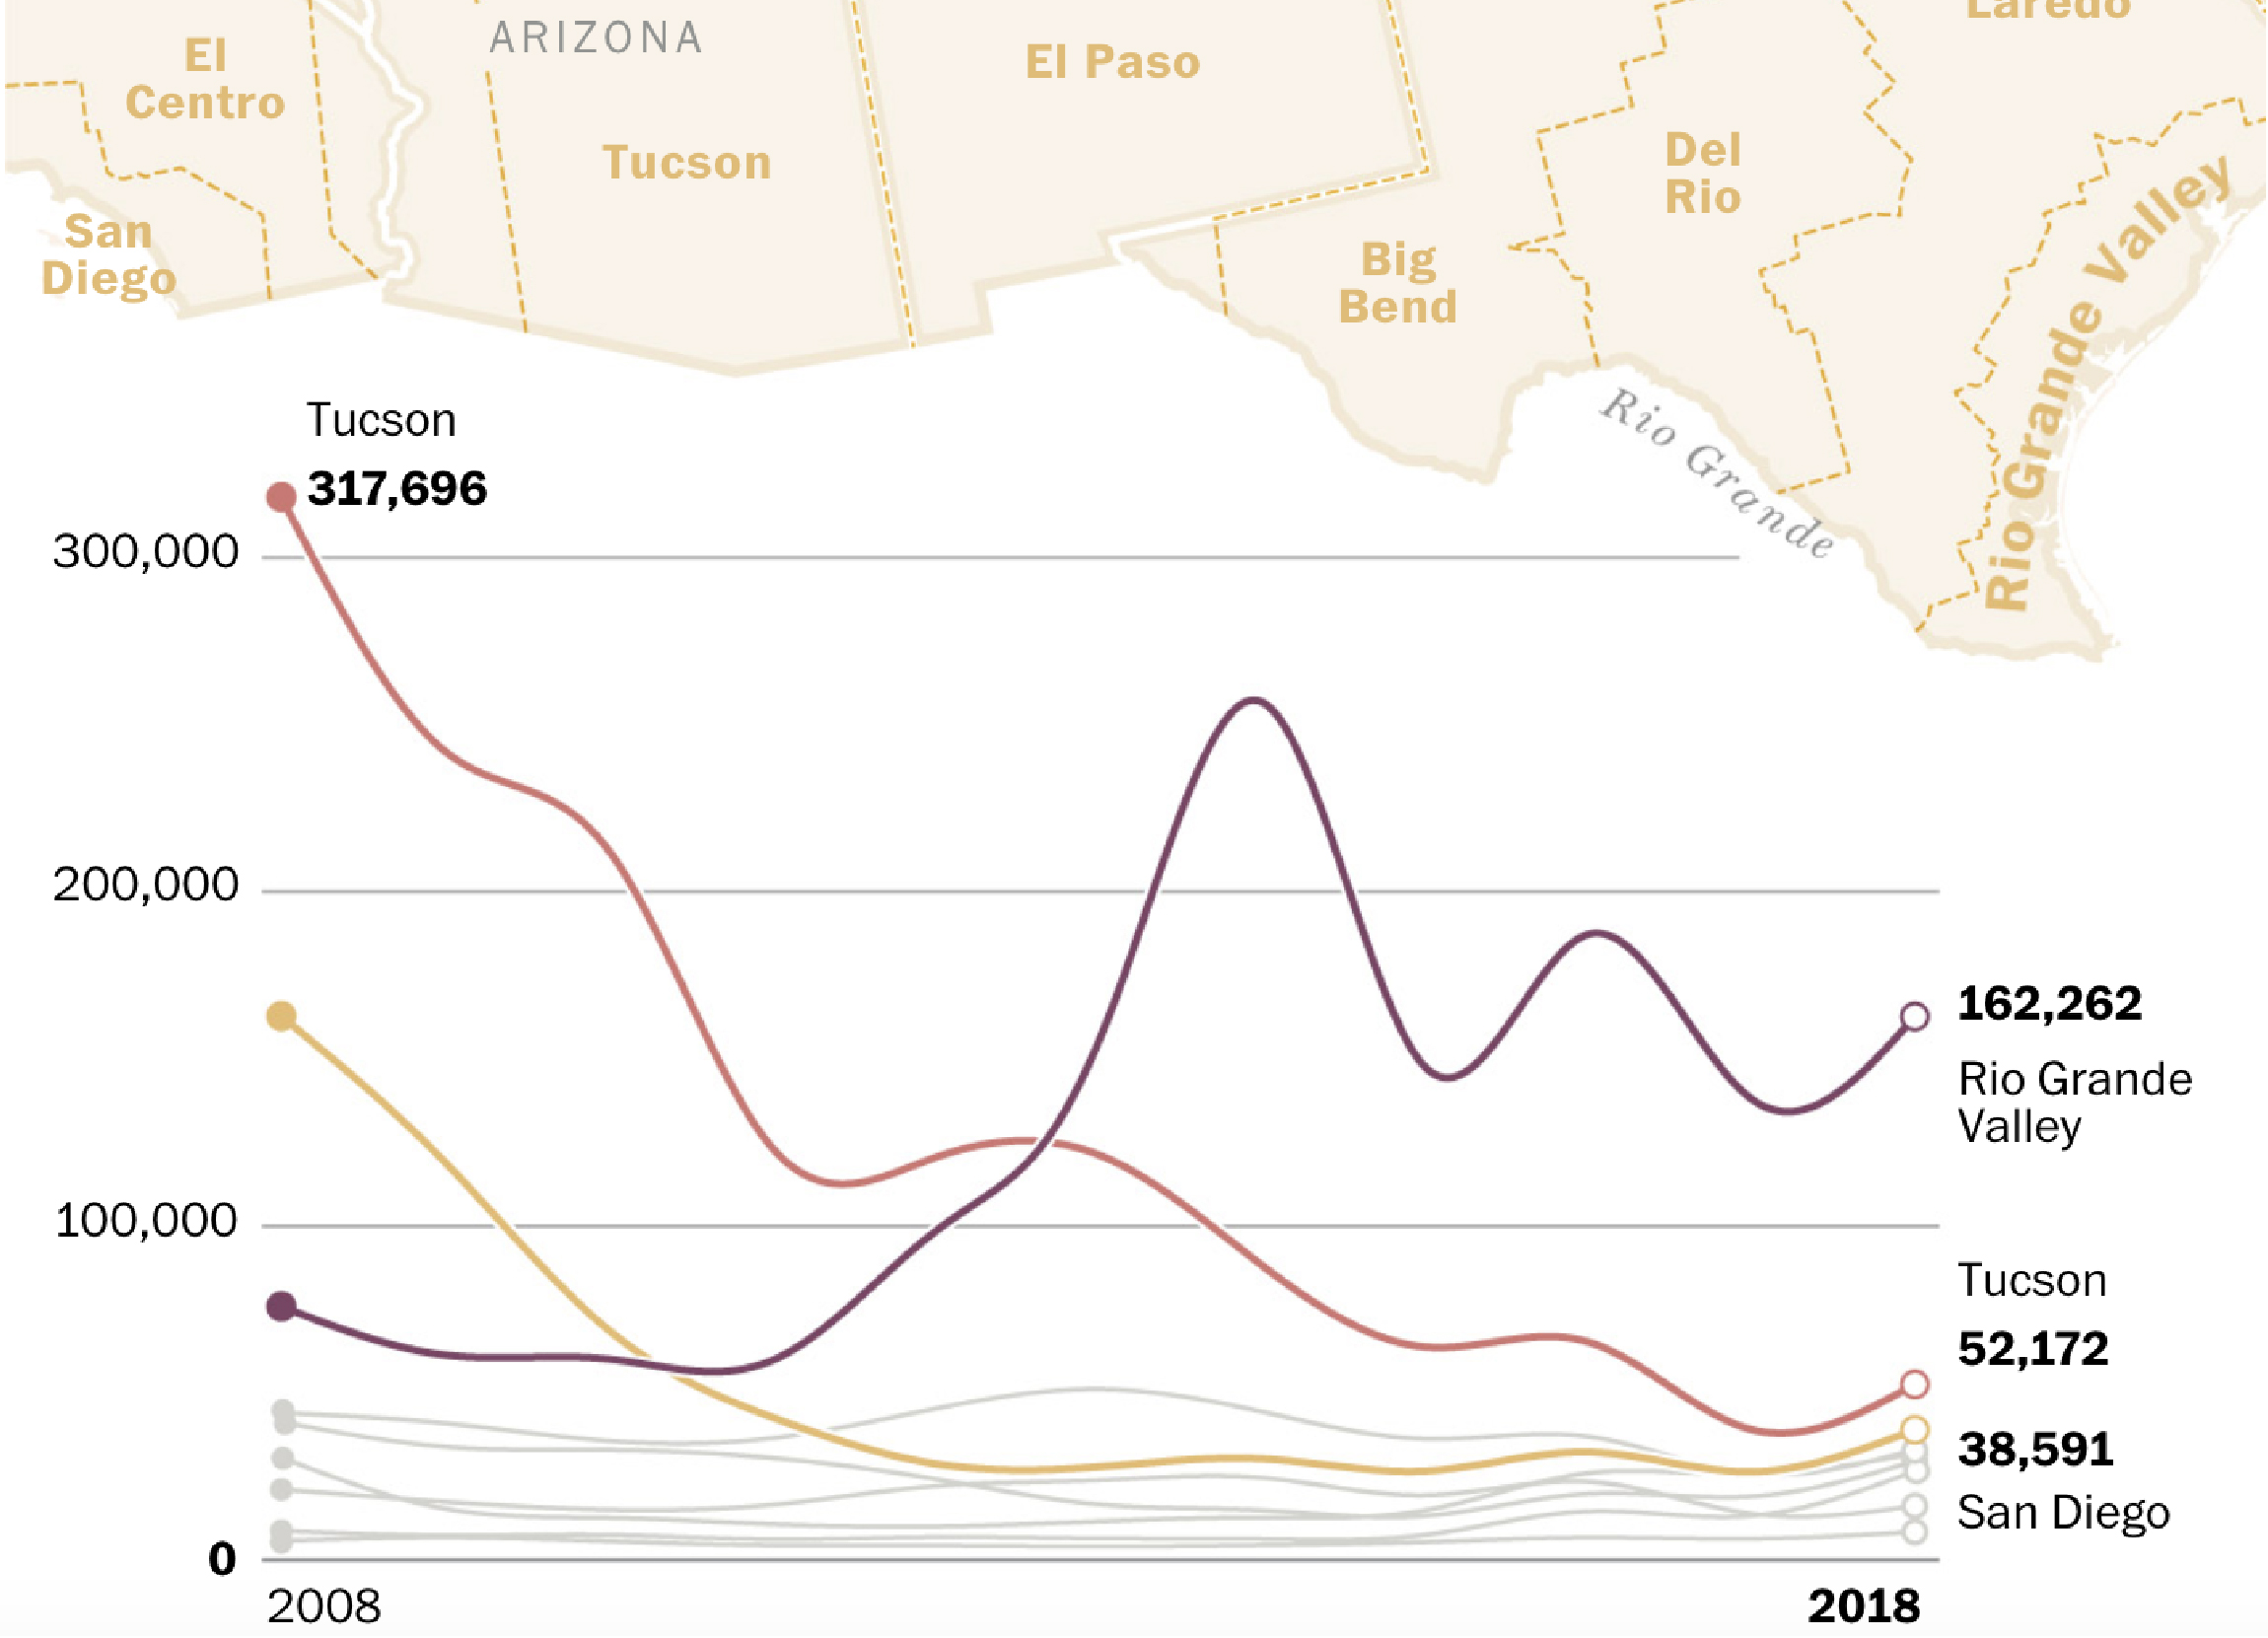 Laredo
ARIZONA
El
Centro
El Paso
Tucson
Del
Rio
San
Diego
Big
Bend
Rio Grande Valley
Rio Grande
Tucson
317,696
300,000
200,000
162,262
Rio Grande
Valley
100,000
Tucson
52,172
38,591
San Diego
0
2008
2018